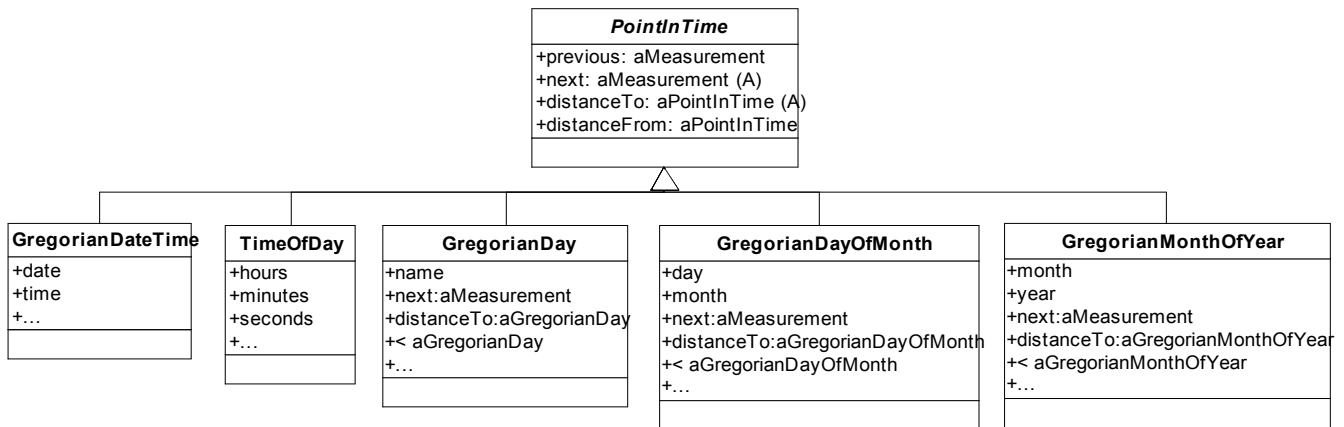 PointInTime
+previous: aMeasurement
+next: aMeasurement (A)
+distanceTo: aPointInTime (A)
+distanceFrom: aPointInTime
GregorianDateTime
+date
+time
+...
TimeOfDay
+hours
+minutes
+seconds
+...
GregorianDay
+name
+next:aMeasurement
+distanceTo:aGregorianDay
+< aGregorianDay
+...
GregorianDayOfMonth
+day
+month
+next:aMeasurement
+distanceTo:aGregorianDayOfMonth
+< aGregorianDayOfMonth
+...
GregorianMonthOfYear
+month
+year
+next:aMeasurement
+distanceTo:aGregorianMonthOfYear
+< aGregorianMonthOfYear
+...